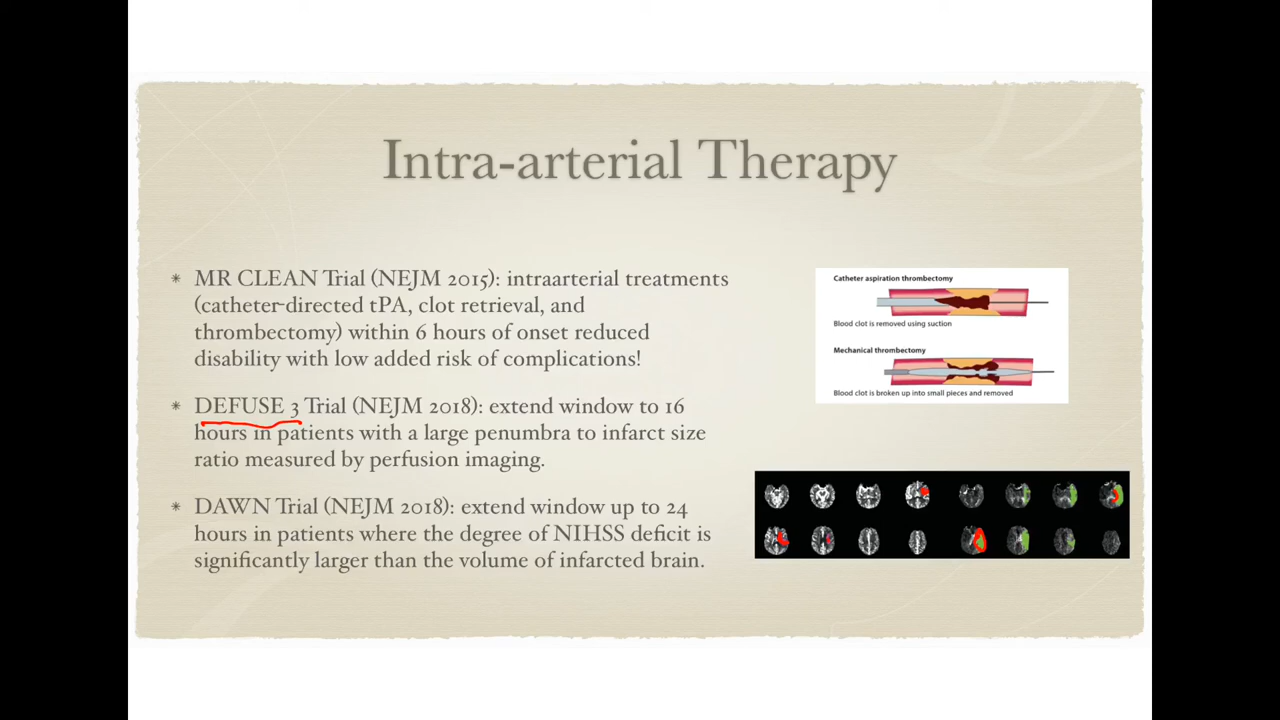 Intra-arterial Therapy
* MR CLEAN Trial (NEJM 2015): intraarterial treatments
(catheter-directed tPA, clot retrieval, and
thrombectomy) within 6 hours of onset reduced
disability with low added risk of complications!
* DEFUSE 3 Trial (NEJM 2018): extend window to 16
hours in patients with a large penumbra to infarct size
ratio measured by perfusion imaging.
* DAWN Trial (NEJM 2018): extend window up to 24
hours in patients where the degree of NIHSS deficit is
significantly larger than the volume of infarcted brain.
Catheter aspiration thrombectomy
Blood clot is removed using suction
Mechanical thrombectomy
Blood clot is broken up into small pieces and removed